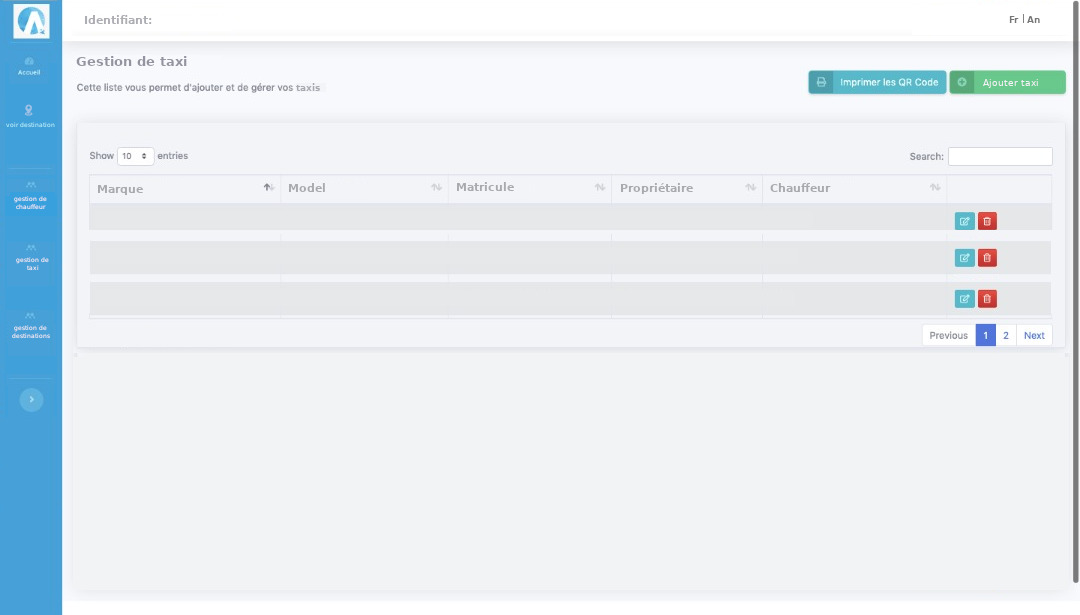 Identifiant:
Fr | An
Accueil
voir destination
gestion de
chauffeur
gestion de
taxi
gestion de
destinations
Gestion de taxi
Cette liste vous permet d'ajouter et de gérer vos taxis
Imprimer les QR Code
Ajouter taxi
Show 10 entries
Search:
Marque Model Matricule Propriétaire Chauffeur
Previous 1 2 Next